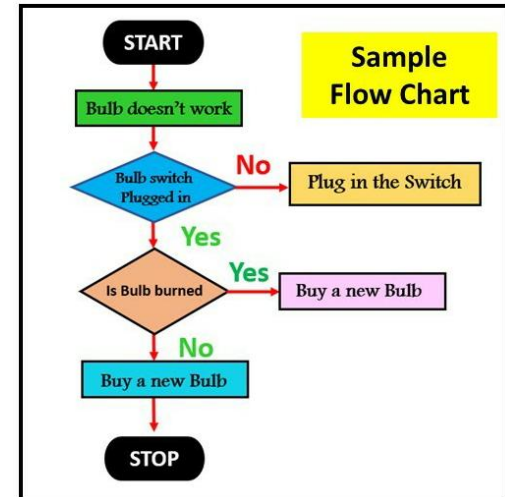 START
Sample
Flow Chart
Bulb doesn't work
Bulb switch
Plugged in
No
Plug in the Switch
Yes
Is Bulb burned
Yes
Buy a new Bulb
No
Buy a new Bulb
STOP